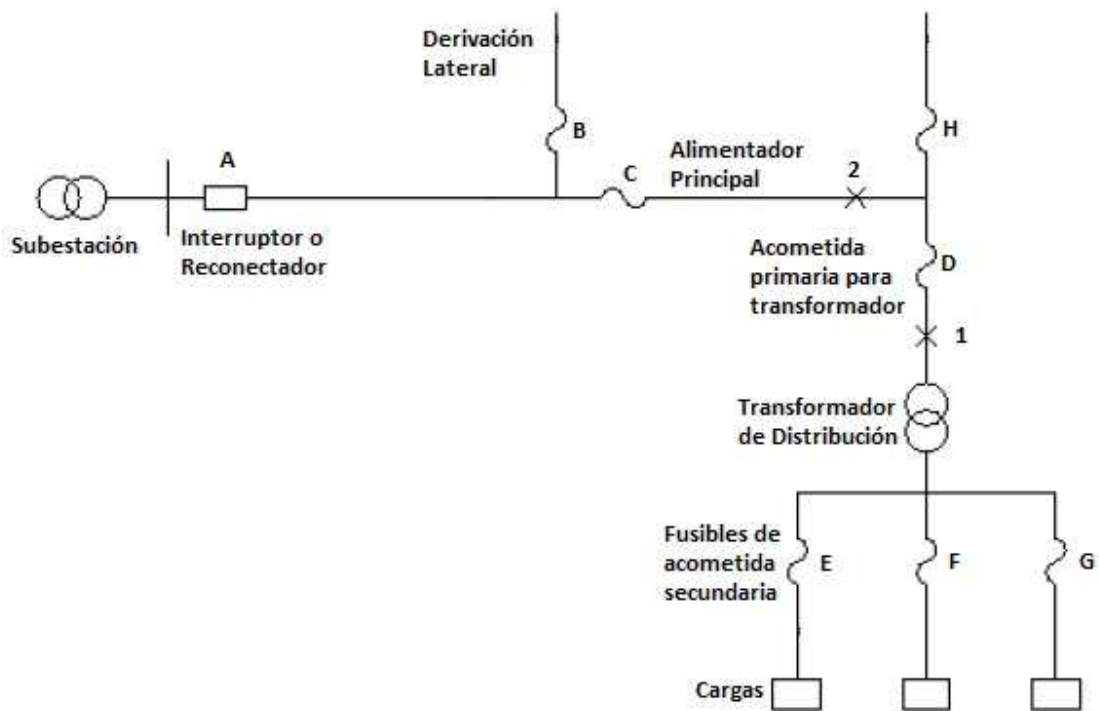 Derivación
Lateral
B
H
A
C
Alimentador
Principal
2
Subestación
Interruptor o
Reconectador
Acometida
primaria para
transformador
D
1
Transformador
de Distribución
Fusibles de
acometida
secundaria
E
F
G
Cargas